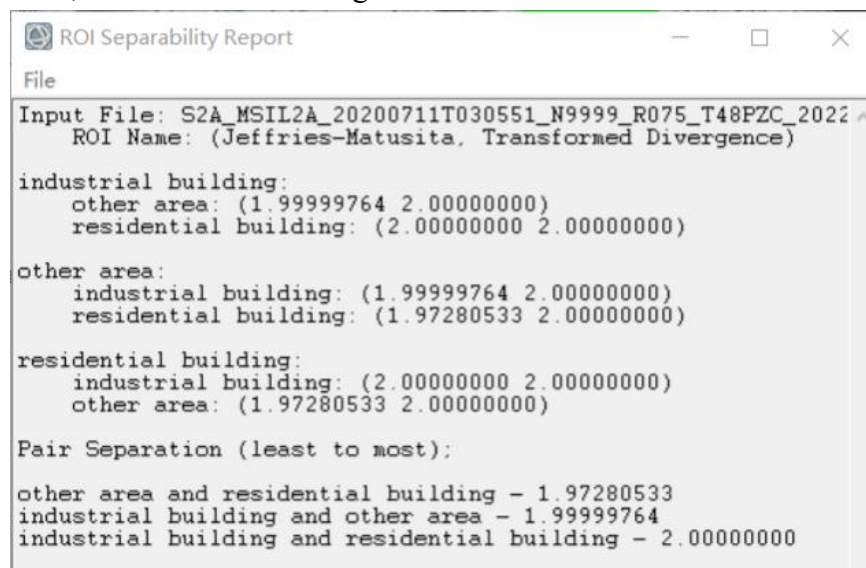 ROI Separability Report
File
Input File: S2A_MSIL2A_20200711T030551_N9999_R075_T48PZC_2022
ROI Name: (Jeffries-Matusita, Transformed Divergence)
industrial building:
other area: (1.99999764 2.00000000)
residential building: (2.00000000 2.00000000)
other area:
industrial building: (1.99999764 2.00000000)
residential building: (1.97280533 2.00000000)
residential building:
industrial building: (2.00000000 2.00000000)
other area: (1.97280533 2.00000000)
Pair Separation (least to most);
other area and residential building - 1.97280533
industrial building and other area - 1.99999764
industrial building and residential building - 2.00000000